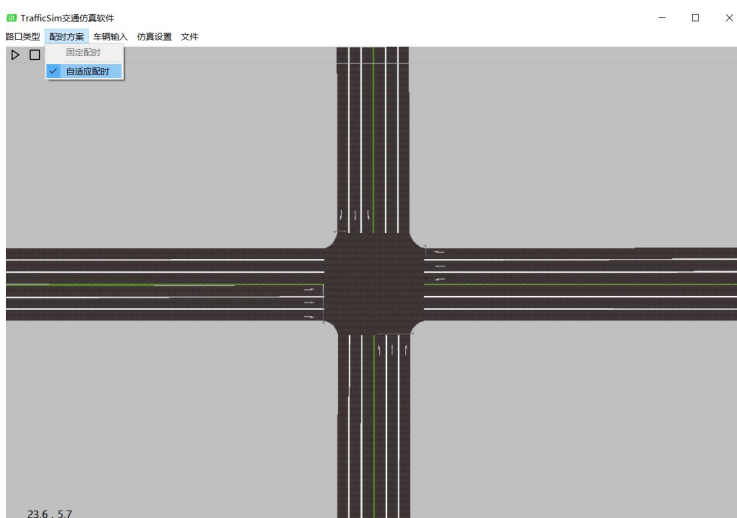 TrafficSim交通仿真软件
路口类型 配时方案 车辆输入 仿真设置 文件
固定配时
自适应配时
23.6 , 5.7